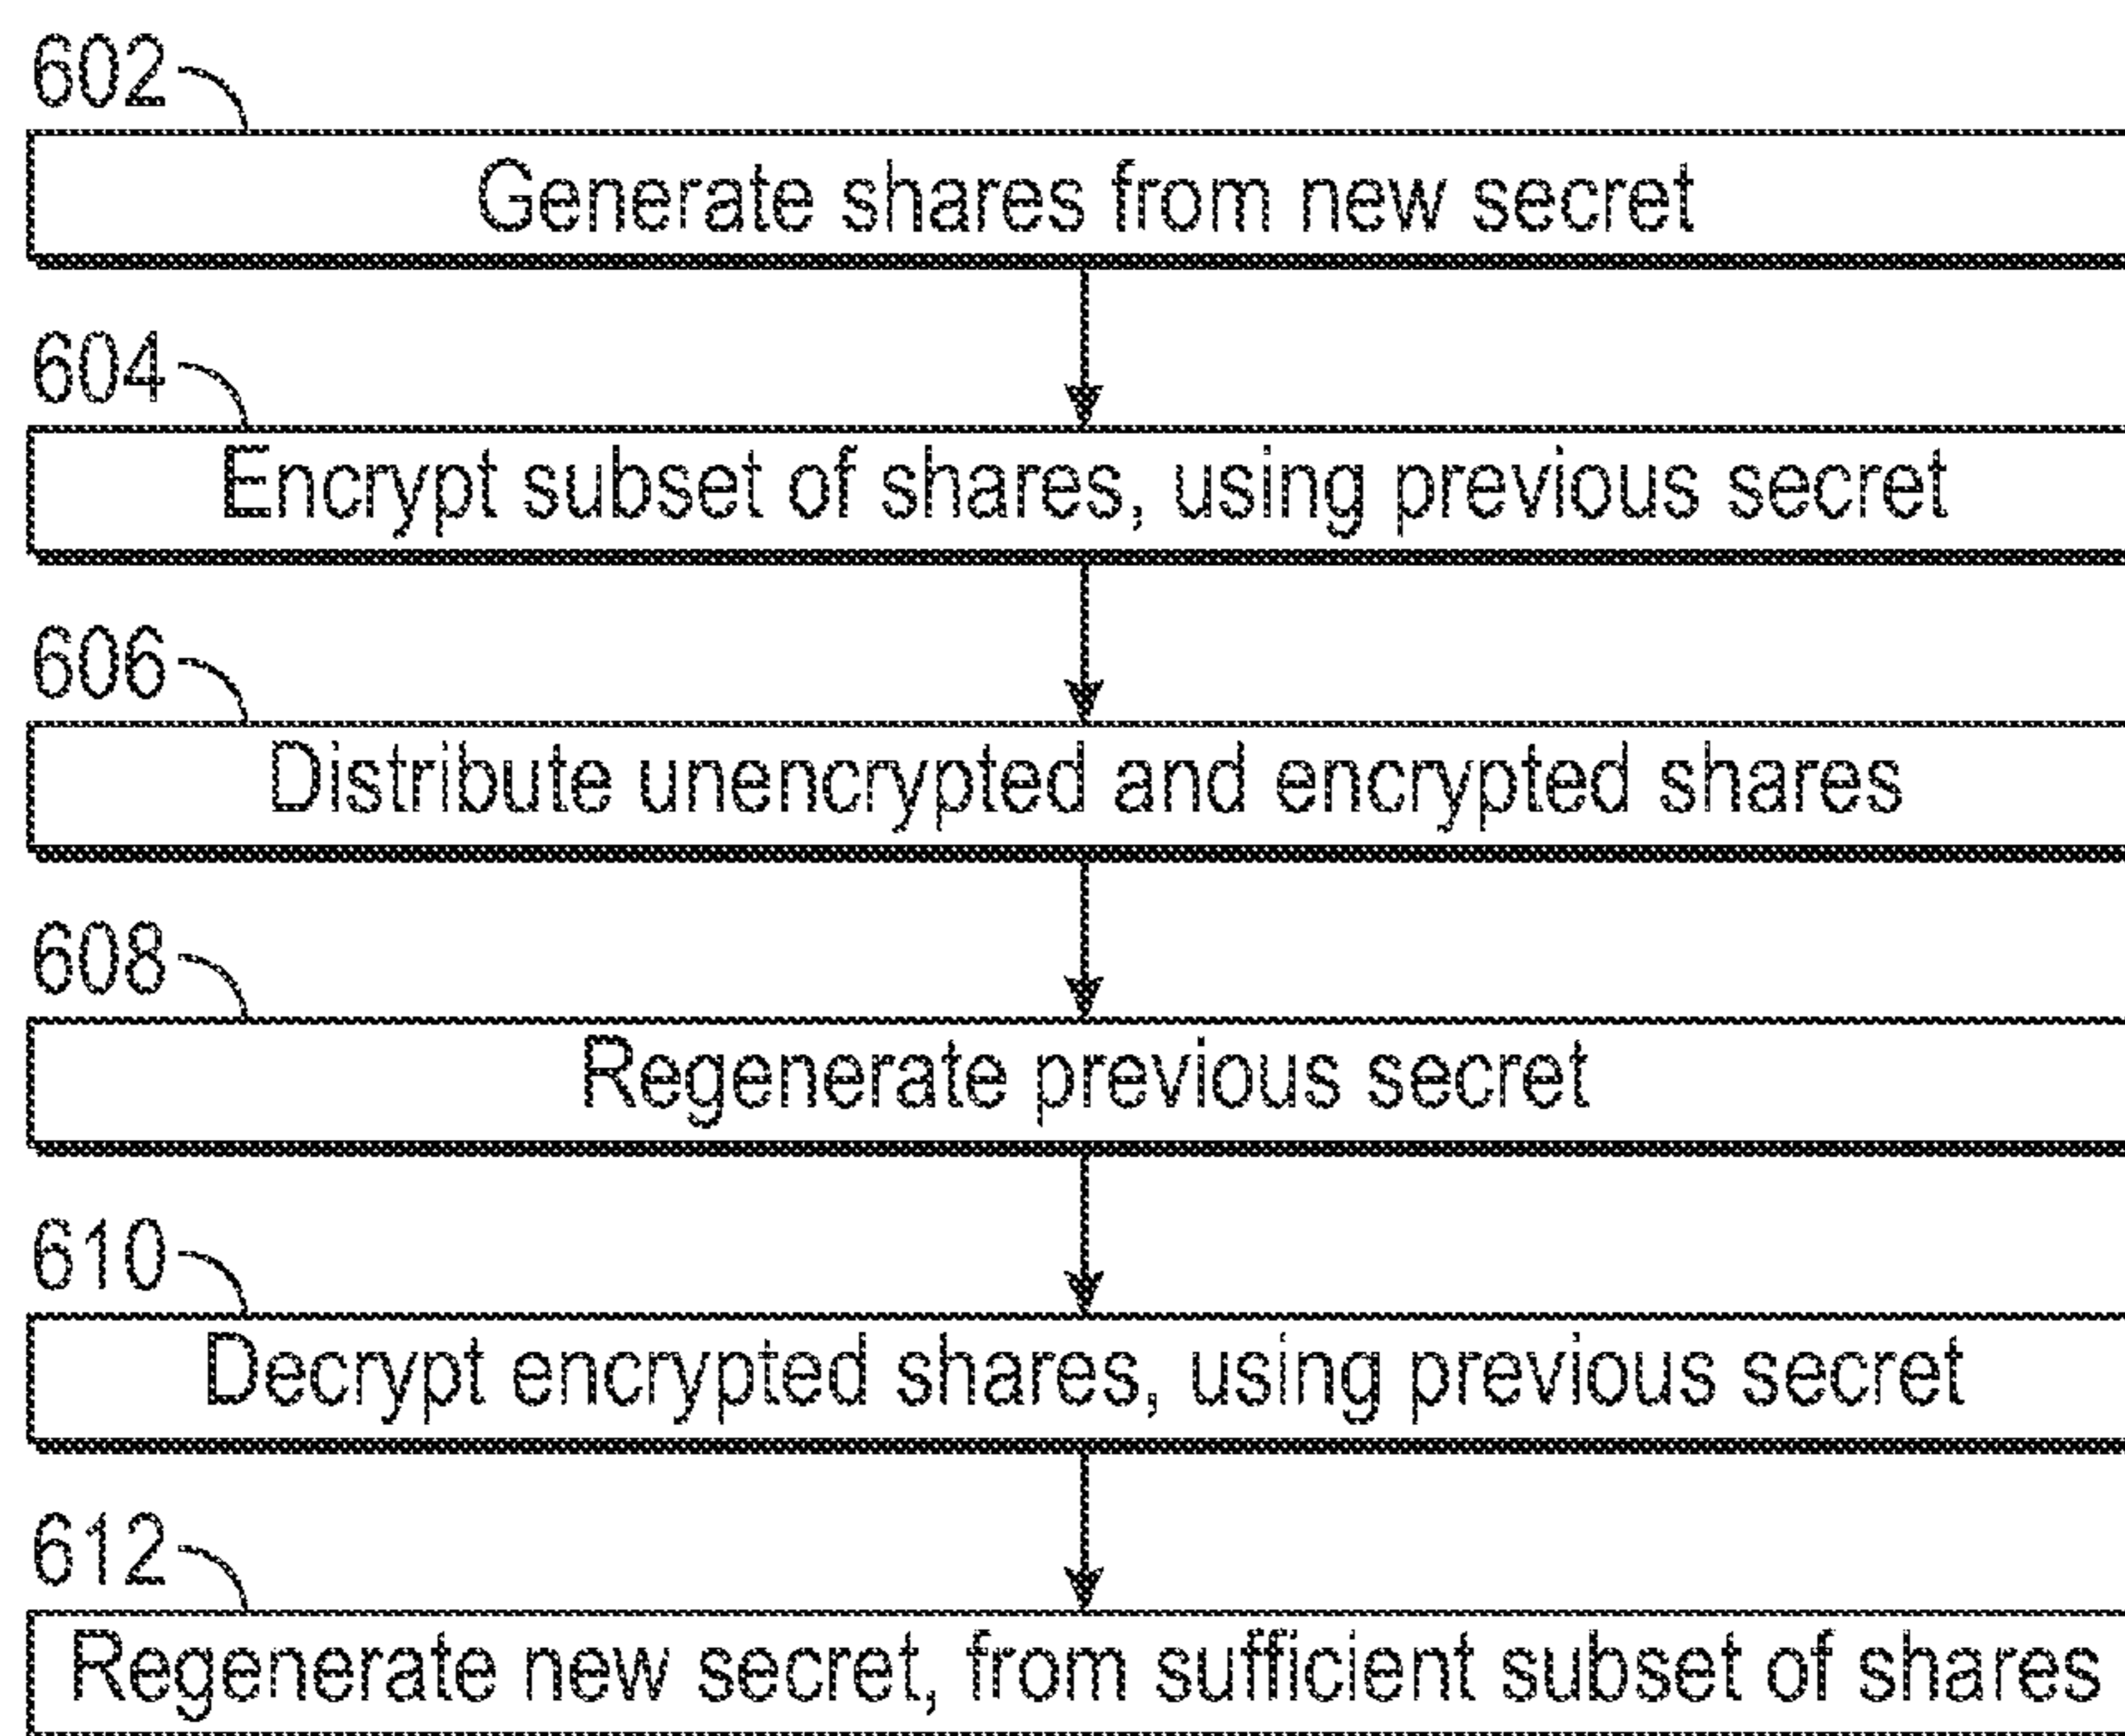 602
Generate shares from new secret
604
Encrypt subset of shares, using previous secret
606
Distribute unencrypted and encrypted shares
608
Regenerate previous secret
610
Decrypt encrypted shares, using previous secret
612
Regenerate new secret, from sufficient subset of shares